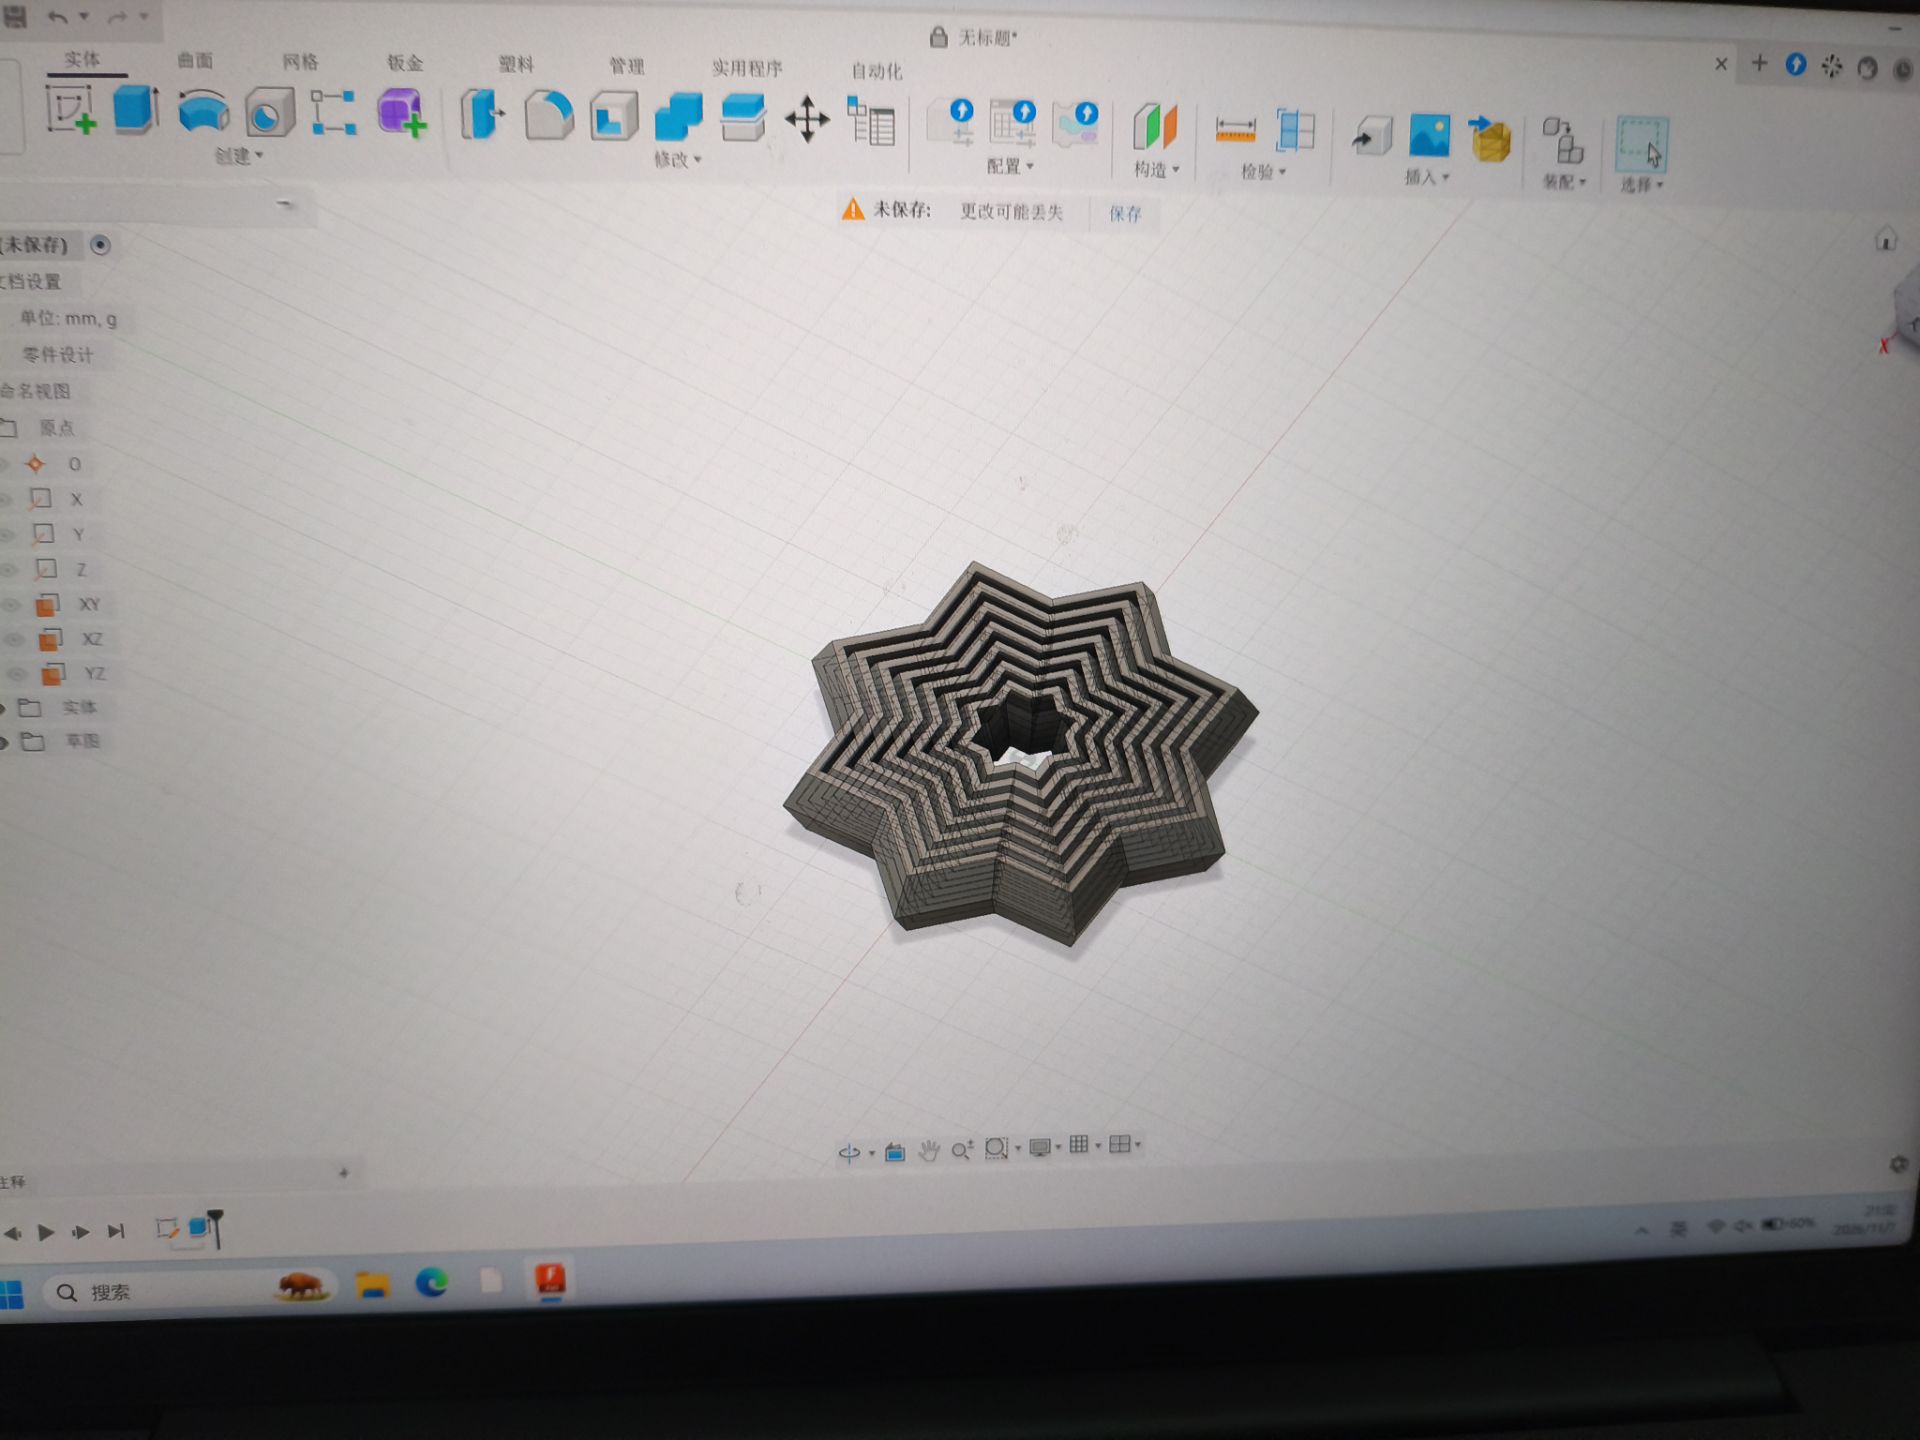 无标题*
实体 曲面 网格 钣金 塑料 管理 实用程序 自动化
创建 修改 配置 构造 检验 插入 装配 选择
未保存: 更改可能丢失 保存
(未保存)
文档设置
单位: mm, g
零件设计
命名视图
原点
O
X
Y
Z
XY
XZ
YZ
实体
草图
X
注释
搜索
英
60%